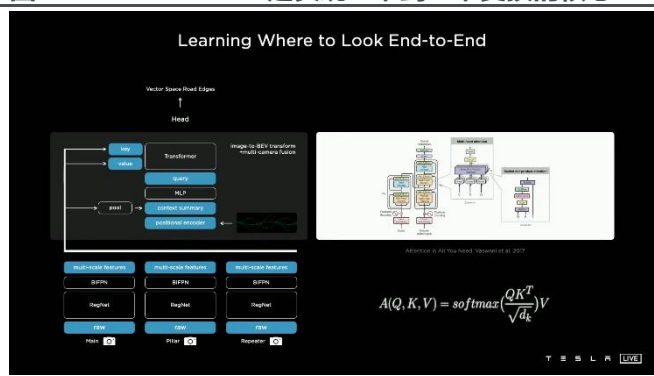 Learning Where to Look End-to-End
Vector Space Road Edges
Head
key
value
Transformer
image-to-BEV transform
+multi-camera fusion
query
MLP
pool
context summary
positional encoder
multi-scale features
multi-scale features
multi-scale features
BiFPN
BiFPN
BiFPN
RegNet
RegNet
RegNet
raw
raw
raw
Main
Pillar
Repeater
Attention Is All You Need. Vaswani et al. 2017
A(Q, K, V) = softmax(QK^T/√d_k)V
TESLA LIVE